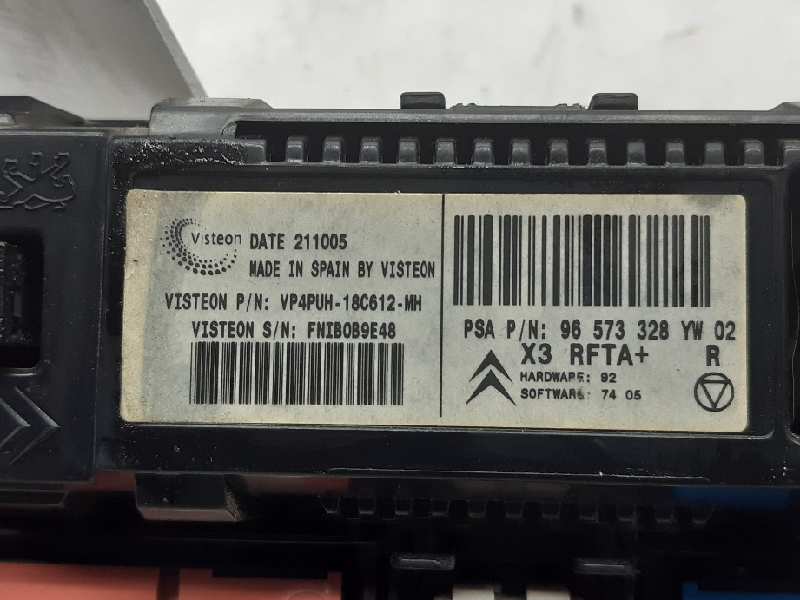 Visteon DATE 211005
MADE IN SPAIN BY VISTEON
VISTEON P/N: VP4PUH-18C612-MH
VISTEON S/N: FNIBOB9E48
PSA P/N: 96 573 328 YW 02
X3 RFTA+ R
HARDWARE: 92
SOFTWARE: 74 05